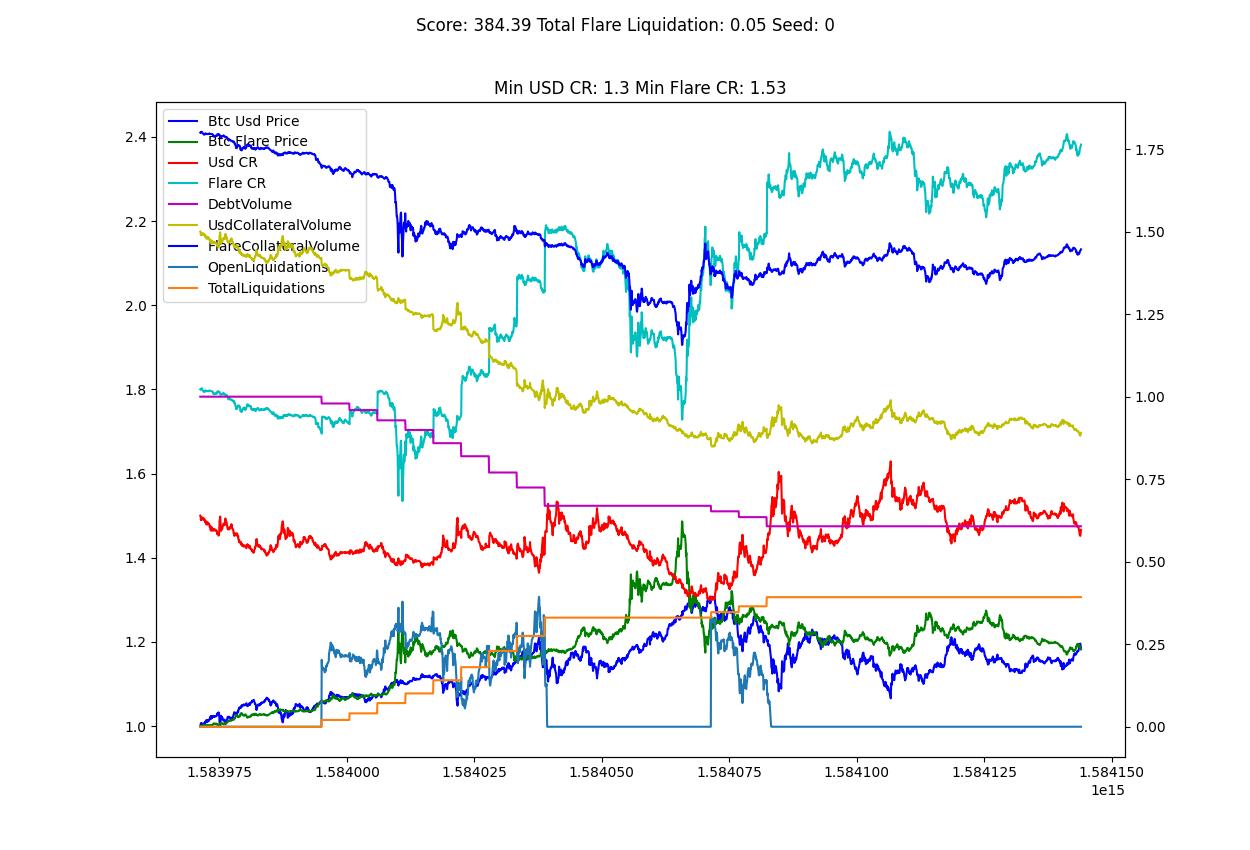 Score: 384.39 Total Flare Liquidation: 0.05 Seed: 0
Min USD CR: 1.3 Min Flare CR: 1.53
Btc Usd Price
Btc Flare Price
Usd CR
Flare CR
DebtVolume
UsdCollateralVolume
FlareCollateralVolume
OpenLiquidations
TotalLiquidations
2.4
2.2
2.0
1.8
1.6
1.4
1.2
1.0
1.75
1.50
1.25
1.00
0.75
0.50
0.25
0.00
1.583975 1.584000 1.584025 1.584050 1.584075 1.584100 1.584125 1.584150
1e15